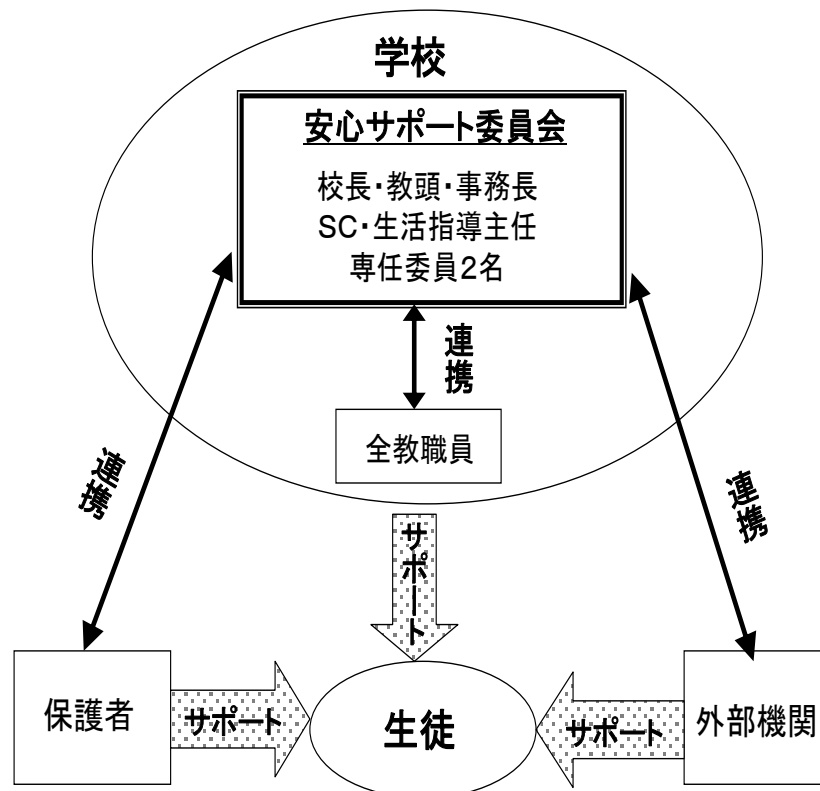 学校
安心サポート委員会
校長・教頭・事務長
SC・生活指導主任
専任委員2名
連携
全教職員
連携
連携
サポート
保護者
サポート
生徒
サポート
外部機関